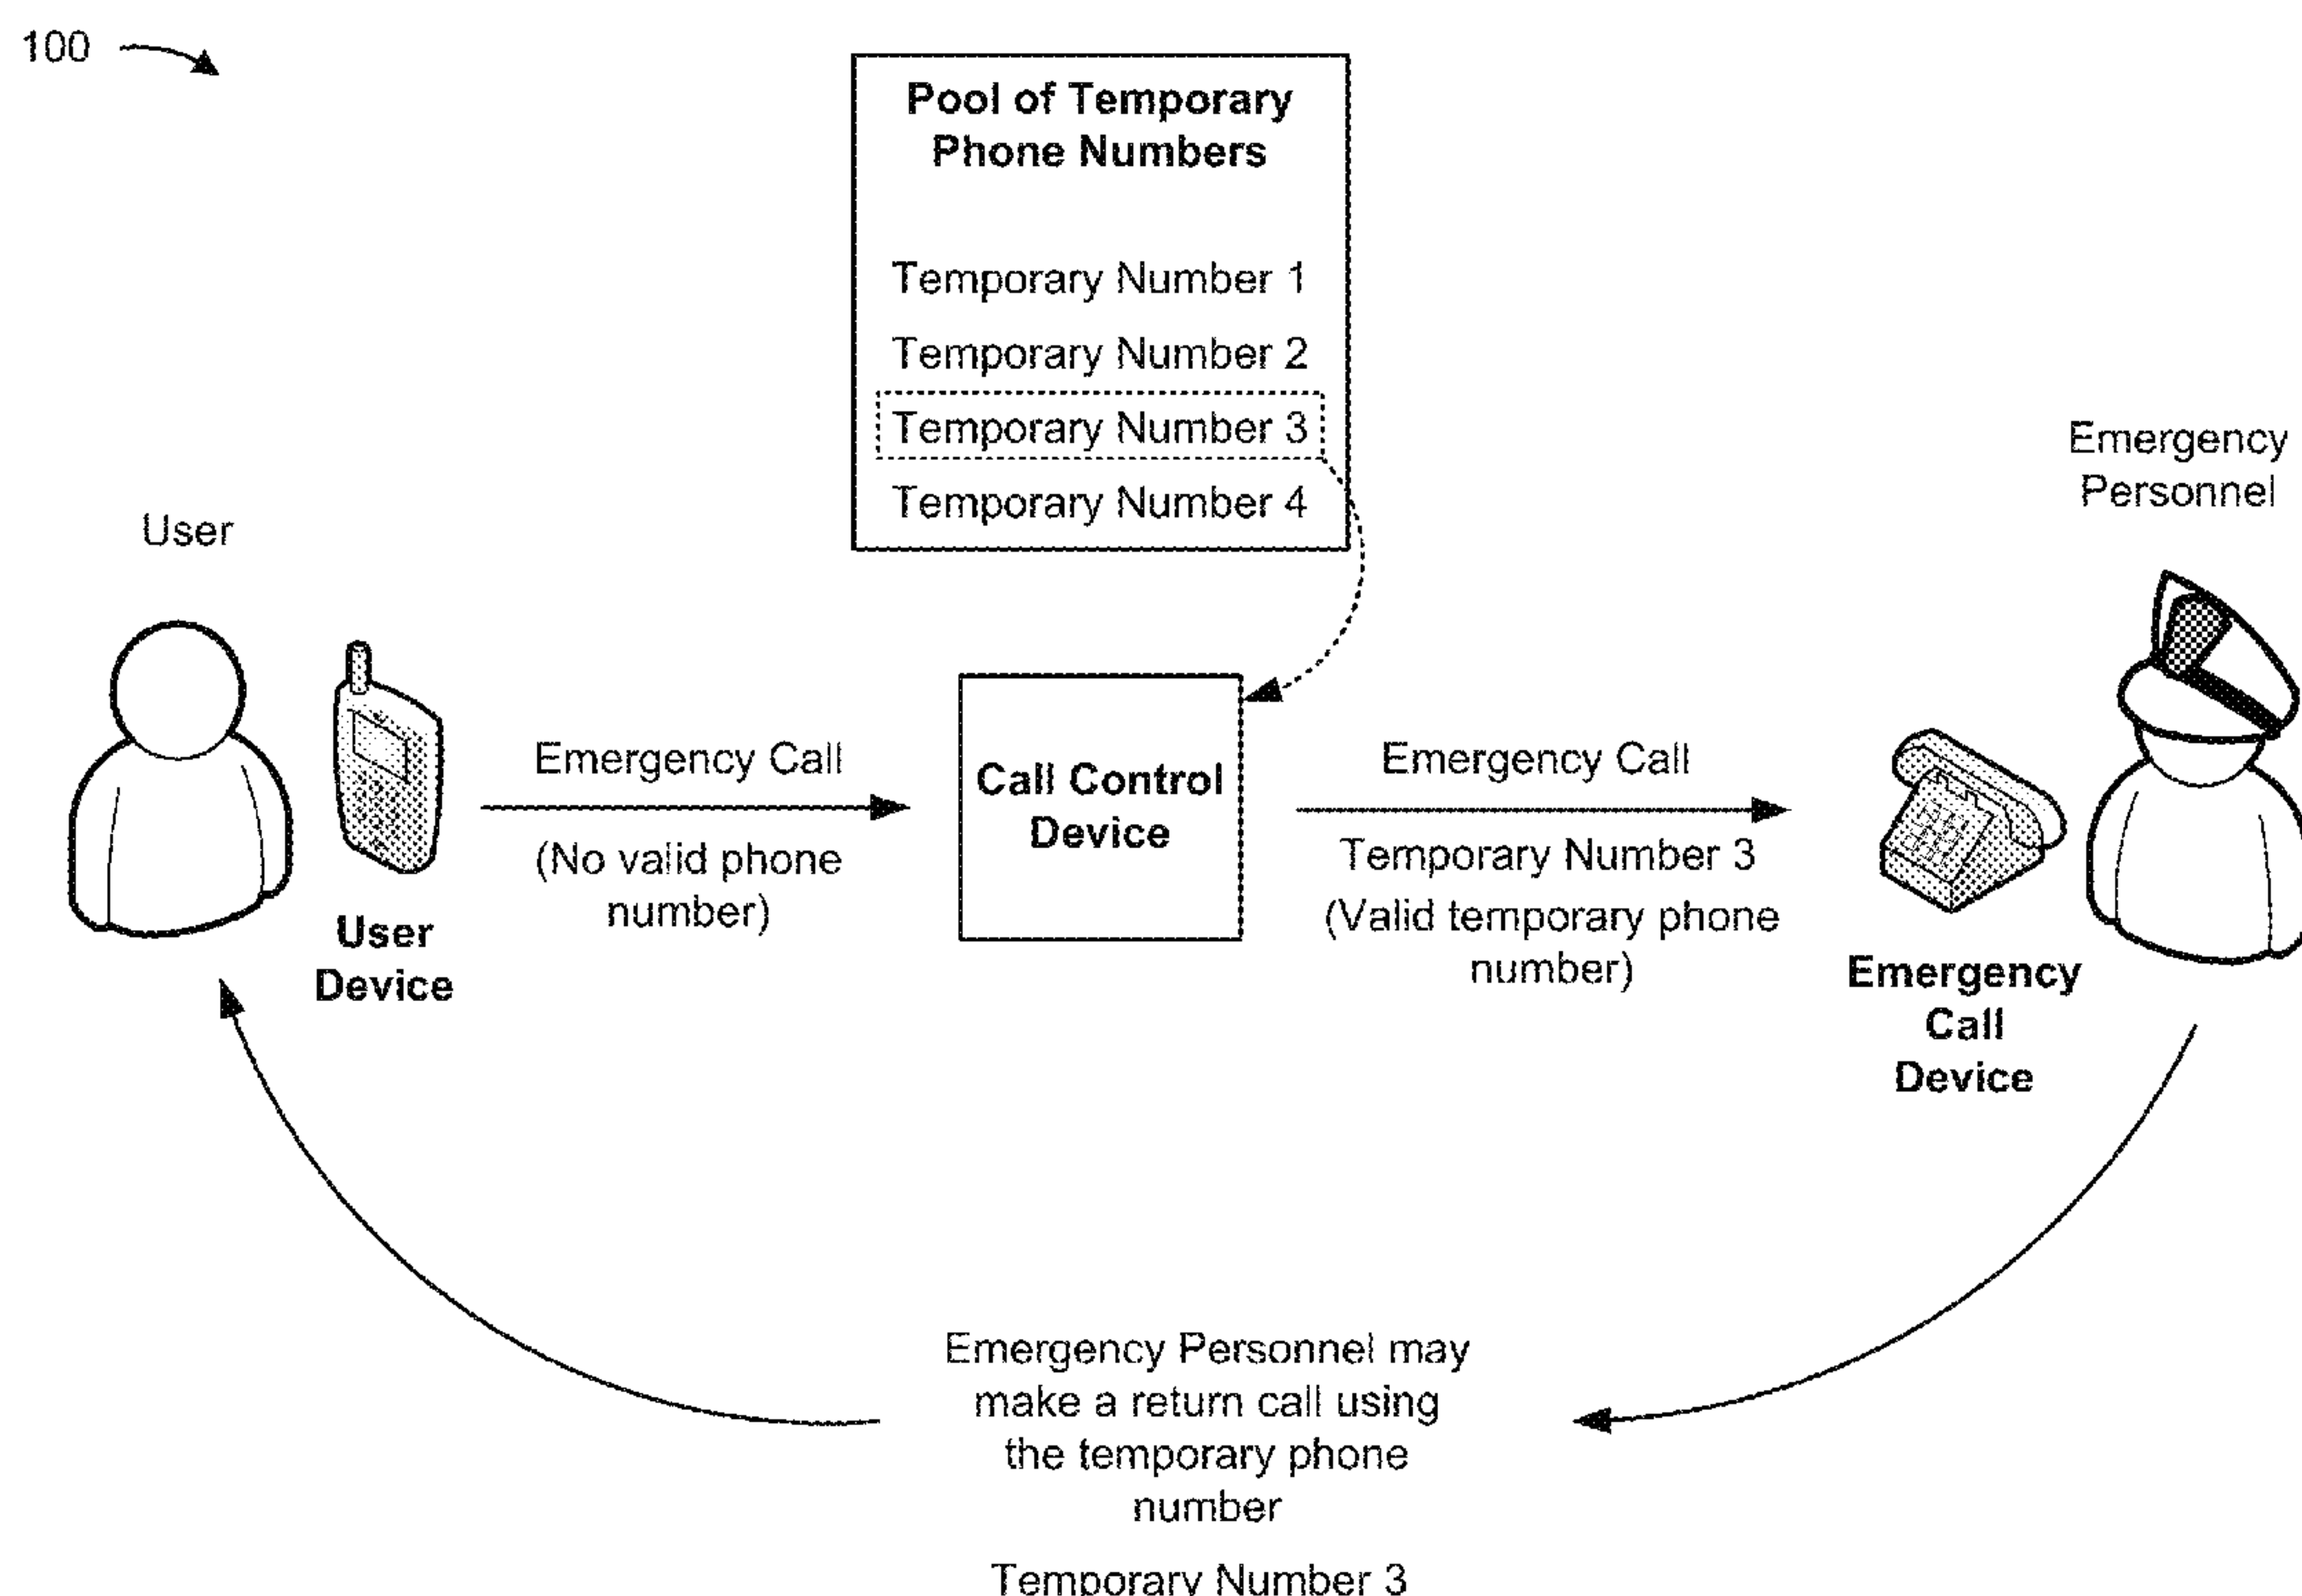 100
Pool of Temporary
Phone Numbers
Temporary Number 1
Temporary Number 2
Temporary Number 3
Temporary Number 4
User
Emergency
Personnel
User
Device
Emergency Call
(No valid phone
number)
Call Control
Device
Emergency Call
Temporary Number 3
(Valid temporary phone
number)
Emergency
Call
Device
Emergency Personnel may
make a return call using
the temporary phone
number
Temporary Number 3